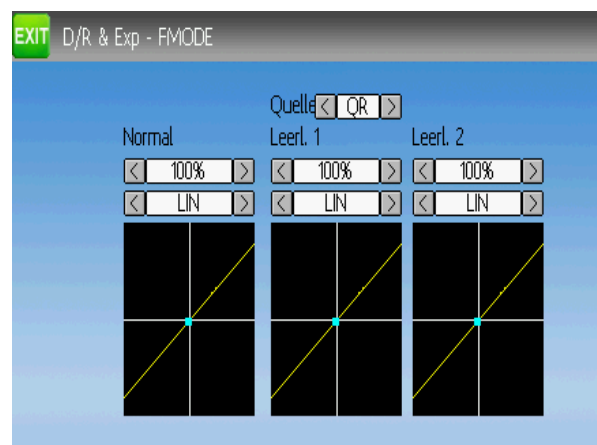 EXIT D/R & Exp - FMODE
Quelle < QR >
Normal Leerl. 1 Leerl. 2
< 100% > < 100% > < 100% >
< LIN > < LIN > < LIN >